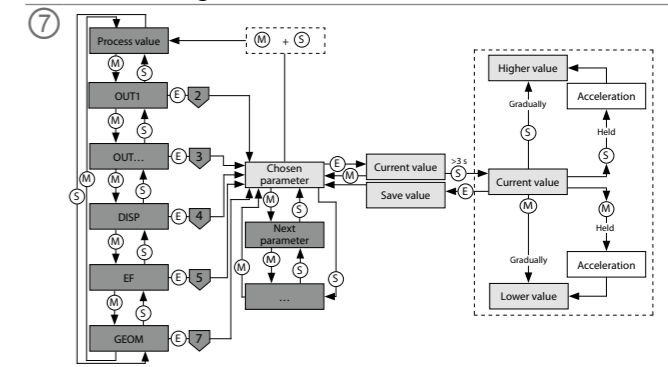 7
Process value
M + S
M S
OUT1
E 2
M S
OUT…
E 3
M S
DISP
E 4
M S
EF
E 5
M S
GEOM
E 7
S
M
Chosen
parameter
M S
Next
parameter
M S
…
M
S
E
M
Current value
Save value
>3 s
S
E
Higher value
Gradually
S
Acceleration
Held
S
Current value
M
Gradually
M
Held
Acceleration
Lower value